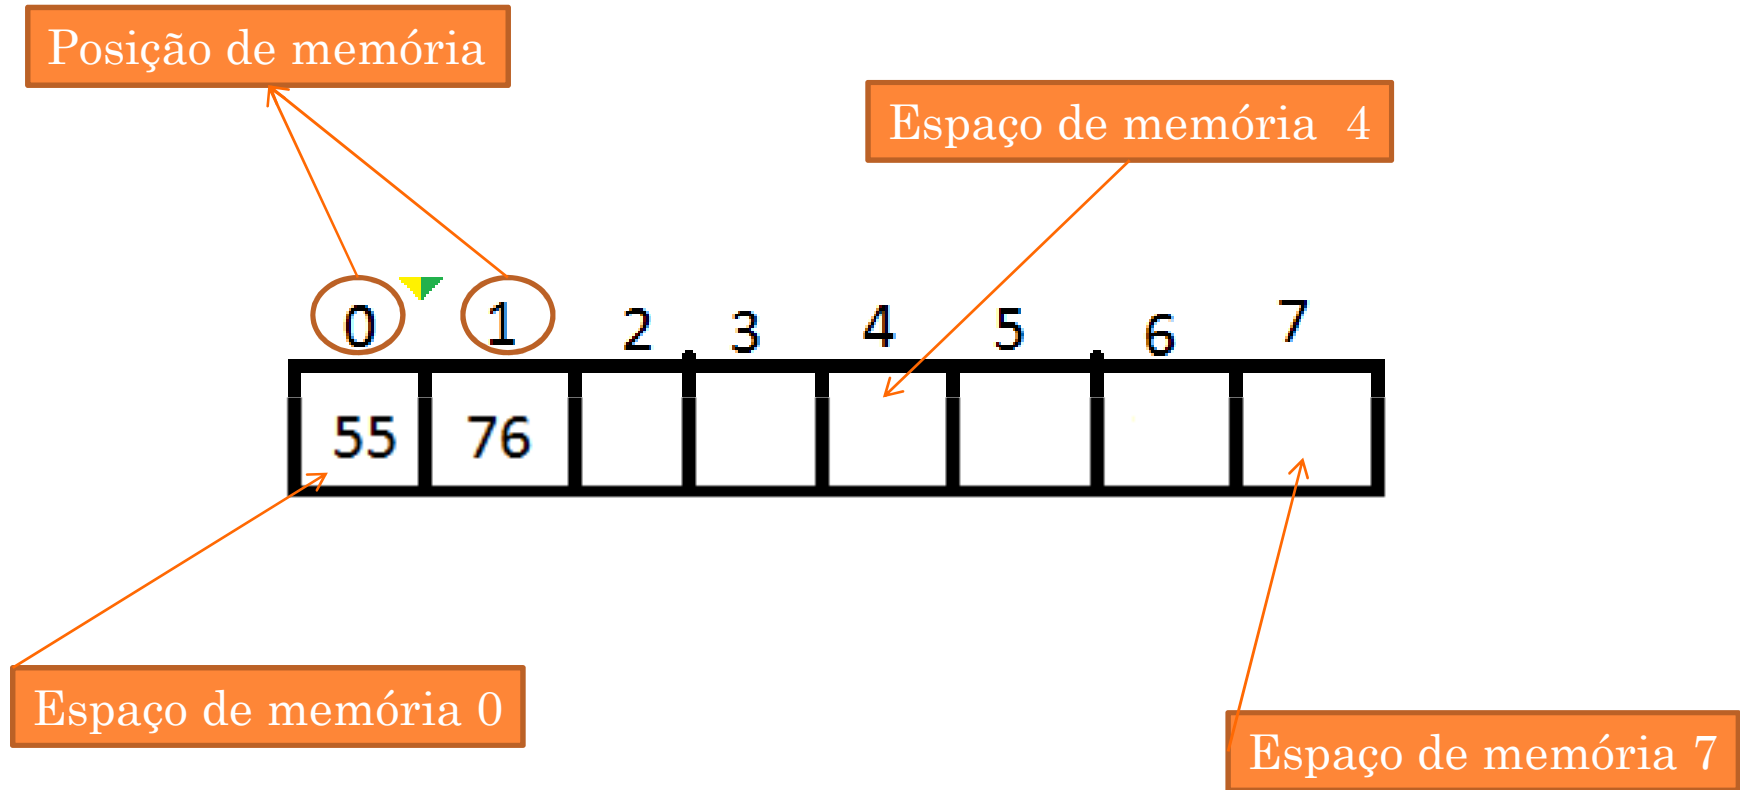 Posição de memória
Espaço de memória 4
0 1 2 3 4 5 6 7
55 76
Espaço de memória 0
Espaço de memória 7